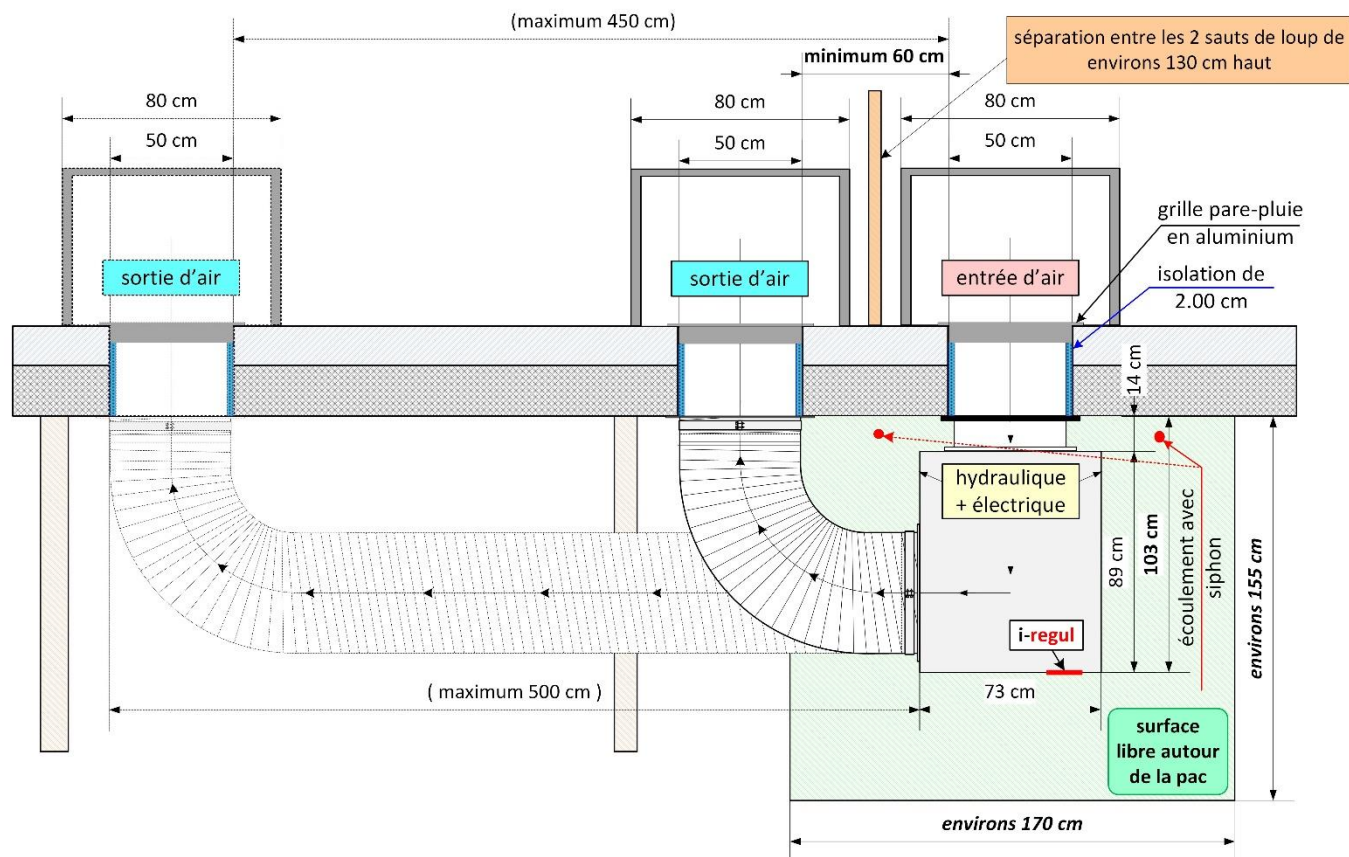 (maximum 450 cm)
séparation entre les 2 sauts de loup de
environs 130 cm haut
minimum 60 cm
80 cm
80 cm
80 cm
50 cm
50 cm
50 cm
grille pare-pluie
en aluminium
sortie d'air
sortie d'air
entrée d'air
isolation de
2.00 cm
14 cm
hydraulique
+ électrique
89 cm
103 cm
écoulement avec
siphon
environs 155 cm
i-regul
( maximum 500 cm )
73 cm
surface
libre autour
de la pac
environs 170 cm